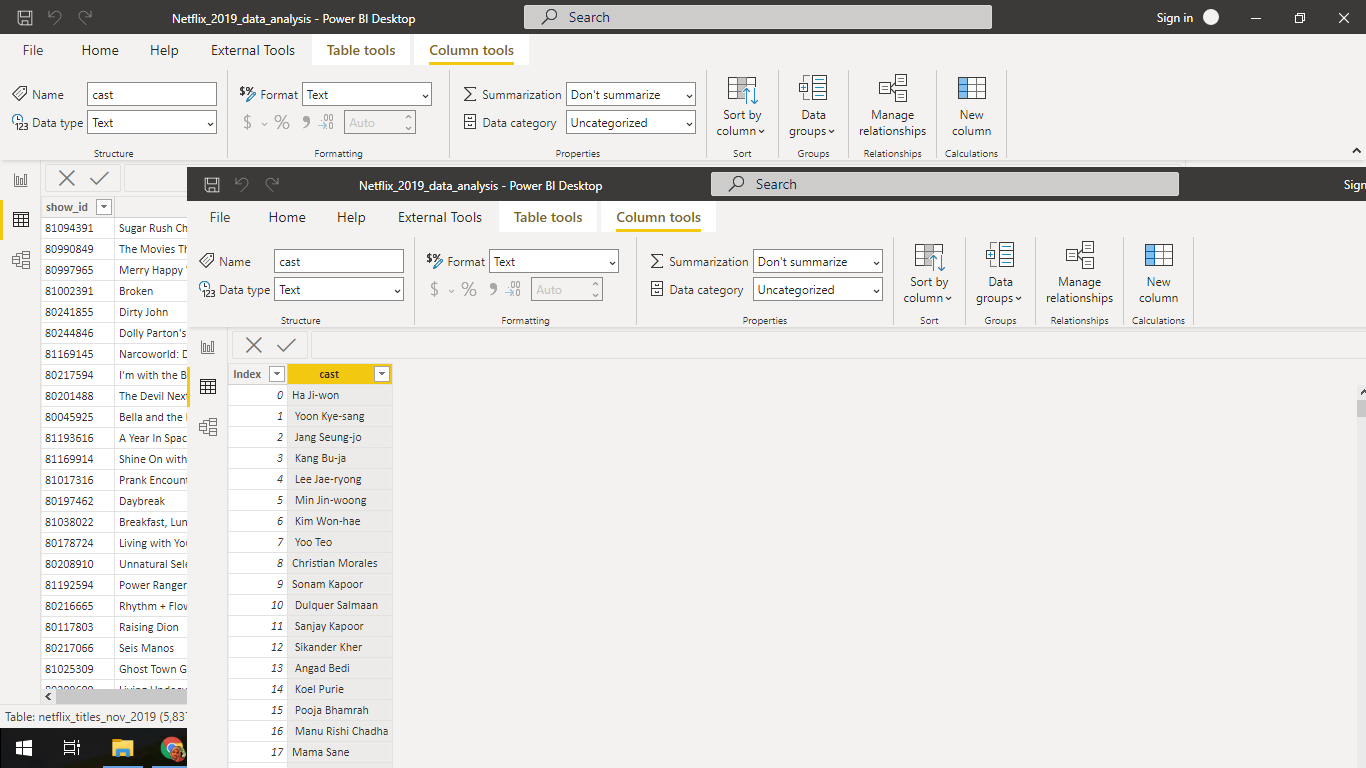 Netflix_2019_data_analysis - Power BI Desktop
Search
Sign in
File Home Help External Tools Table tools Column tools
Name cast
Data type Text
Structure
Format Text
$ % 9 .00 Auto
Formatting
Summarization Don't summarize
Data category Uncategorized
Properties
Sort by column
Sort
Data groups
Groups
Manage relationships
Relationships
New column
Calculations
show_id
81094391 Sugar Rush Ch
80990849 The Movies Th
80997965 Merry Happy
81002391 Broken
80241855 Dirty John
80244846 Dolly Parton's
81169145 Narcoworld: D
80217594 I'm with the B
80201488 The Devil Next
80045925 Bella and the
81193616 A Year In Spac
81169914 Shine On with
81017316 Prank Encount
80197462 Daybreak
81038022 Breakfast, Lun
80178724 Living with You
80208910 Unnatural Sele
81192594 Power Ranger
80216665 Rhythm + Flow
80117803 Raising Dion
80217066 Seis Manos
81025309 Ghost Town G
Table: netflix_titles_nov_2019 (5,837
Netflix_2019_data_analysis - Power BI Desktop
Search
Sign
File Home Help External Tools Table tools Column tools
Name cast
Data type Text
Structure
Format Text
$ % 9 .00 Auto
Formatting
Summarization Don't summarize
Data category Uncategorized
Properties
Sort by column
Sort
Data groups
Groups
Manage relationships
Relationships
New column
Calculations
Index cast
0 Ha Ji-won
1 Yoon Kye-sang
2 Jang Seung-jo
3 Kang Bu-ja
4 Lee Jae-ryong
5 Min Jin-woong
6 Kim Won-hae
7 Yoo Teo
8 Christian Morales
9 Sonam Kapoor
10 Dulquer Salmaan
11 Sanjay Kapoor
12 Sikander Kher
13 Angad Bedi
14 Koel Purie
15 Pooja Bhamrah
16 Manu Rishi Chadha
17 Mama Sane